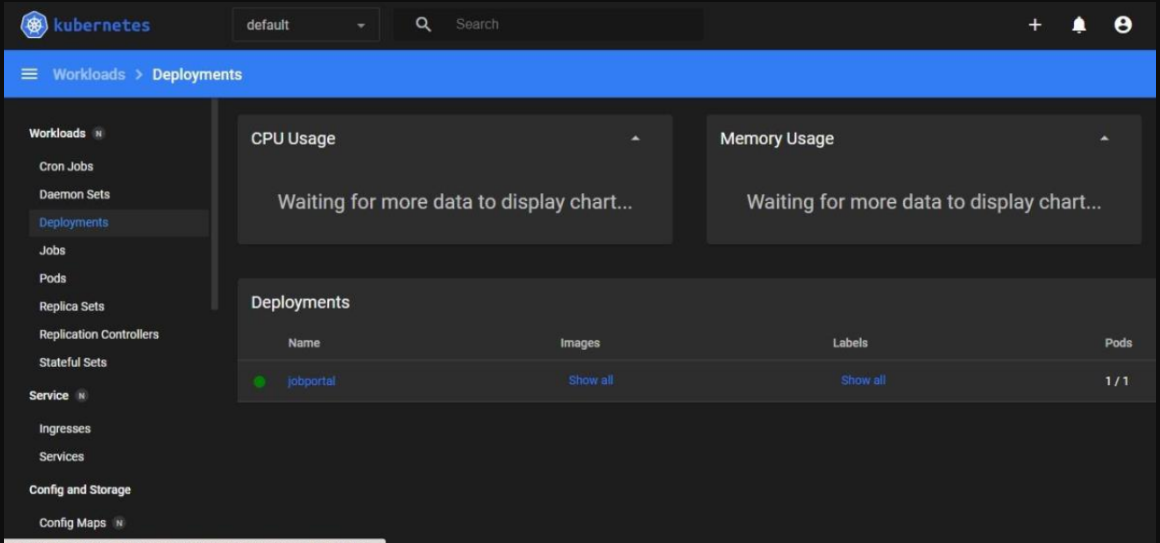 kubernetes
default
Search
Workloads > Deployments
Workloads N
Cron Jobs
Daemon Sets
Deployments
Jobs
Pods
Replica Sets
Replication Controllers
Stateful Sets
Service N
Ingresses
Services
Config and Storage
Config Maps N
CPU Usage
Waiting for more data to display chart...
Memory Usage
Waiting for more data to display chart...
Deployments
Name Images Labels Pods
jobportal Show all Show all 1 / 1